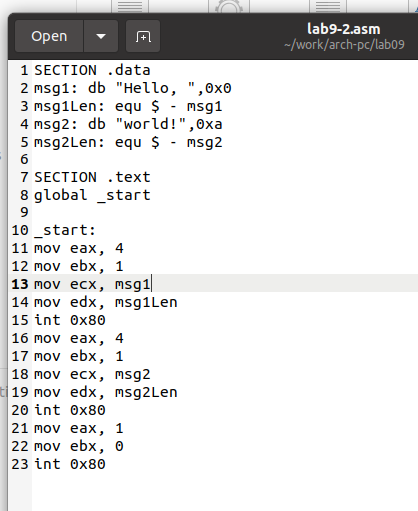 Open
lab9-2.asm
~/work/arch-pc/lab09
1 SECTION .data
2 msg1: db "Hello, ",0x0
3 msg1Len: equ $ - msg1
4 msg2: db "world!",0xa
5 msg2Len: equ $ - msg2
6
7 SECTION .text
8 global _start
9
10 _start:
11 mov eax, 4
12 mov ebx, 1
13 mov ecx, msg1
14 mov edx, msg1Len
15 int 0x80
16 mov eax, 4
17 mov ebx, 1
18 mov ecx, msg2
19 mov edx, msg2Len
20 int 0x80
21 mov eax, 1
22 mov ebx, 0
23 int 0x80